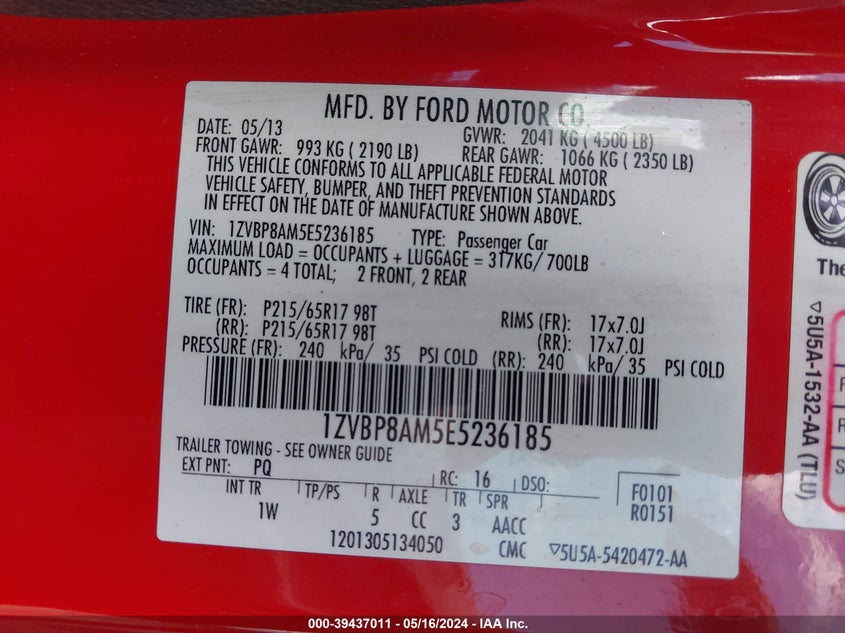 MFD. BY FORD MOTOR CO.
DATE: 05/13 GVWR: 2041 KG ( 4500 LB)
FRONT GAWR: 993 KG ( 2190 LB) REAR GAWR: 1066 KG ( 2350 LB)
THIS VEHICLE CONFORMS TO ALL APPLICABLE FEDERAL MOTOR
VEHICLE SAFETY, BUMPER, AND THEFT PREVENTION STANDARDS
IN EFFECT ON THE DATE OF MANUFACTURE SHOWN ABOVE.
VIN: 1ZVBP8AM5E5236185 TYPE: Passenger Car
MAXIMUM LOAD = OCCUPANTS + LUGGAGE = 317KG/ 700LB
OCCUPANTS = 4 TOTAL; 2 FRONT, 2 REAR
TIRE (FR): P215/65R17 98T RIMS (FR): 17x7.0J
(RR): P215/65R17 98T (RR): 17x7.0J
PRESSURE (FR): 240 kPa/ 35 PSI COLD (RR): 240 kPa/ 35 PSI COLD
1ZVBP8AM5E5236185
TRAILER TOWING - SEE OWNER GUIDE
EXT PNT: PQ RC: 16 DSO:
INT TR TP/PS R AXLE TR SPR F0101
1W 5 CC 3 AACC R0151
1201305134050 CMC ▽5U5A-5420472-AA
The
▽5U5A-1532-AA (TLU)
F
R
S
000-39437011 - 05/16/2024 - IAA Inc.